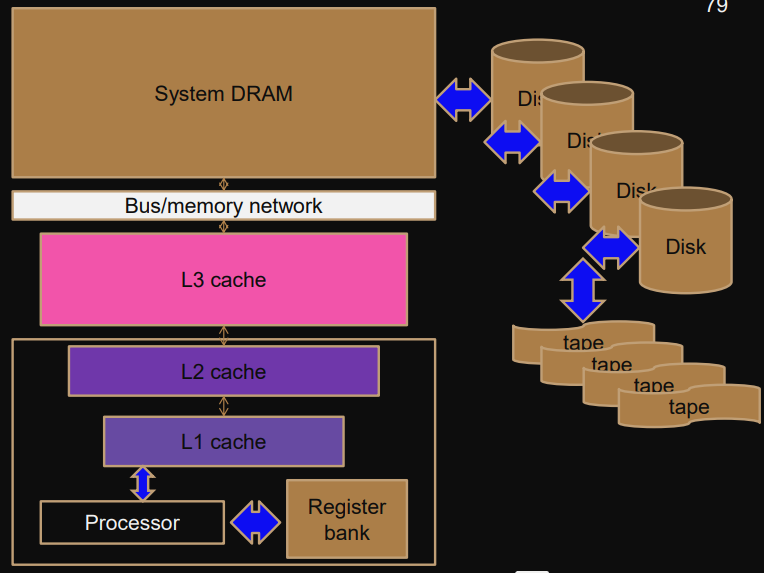 79
System DRAM
Disk
Disk
Disk
Disk
Bus/memory network
L3 cache
L2 cache
L1 cache
Processor
Register
bank
tape
tape
tape
tape